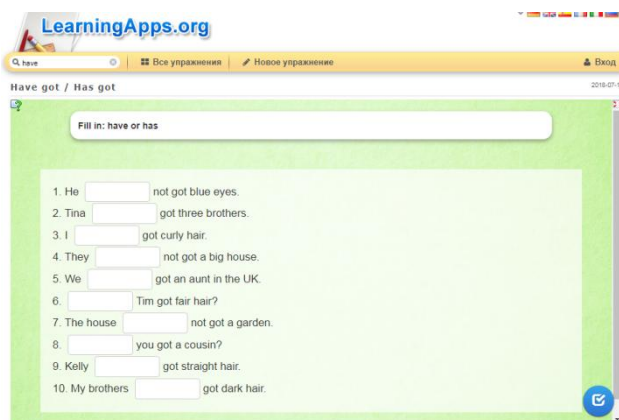 LearningApps.org
have
Все упражнения
Новое упражнение
Вход
Have got / Has got
Fill in: have or has
1. He not got blue eyes.
2. Tina got three brothers.
3. I got curly hair.
4. They not got a big house.
5. We got an aunt in the UK.
6. Tim got fair hair?
7. The house not got a garden.
8. you got a cousin?
9. Kelly got straight hair.
10. My brothers got dark hair.